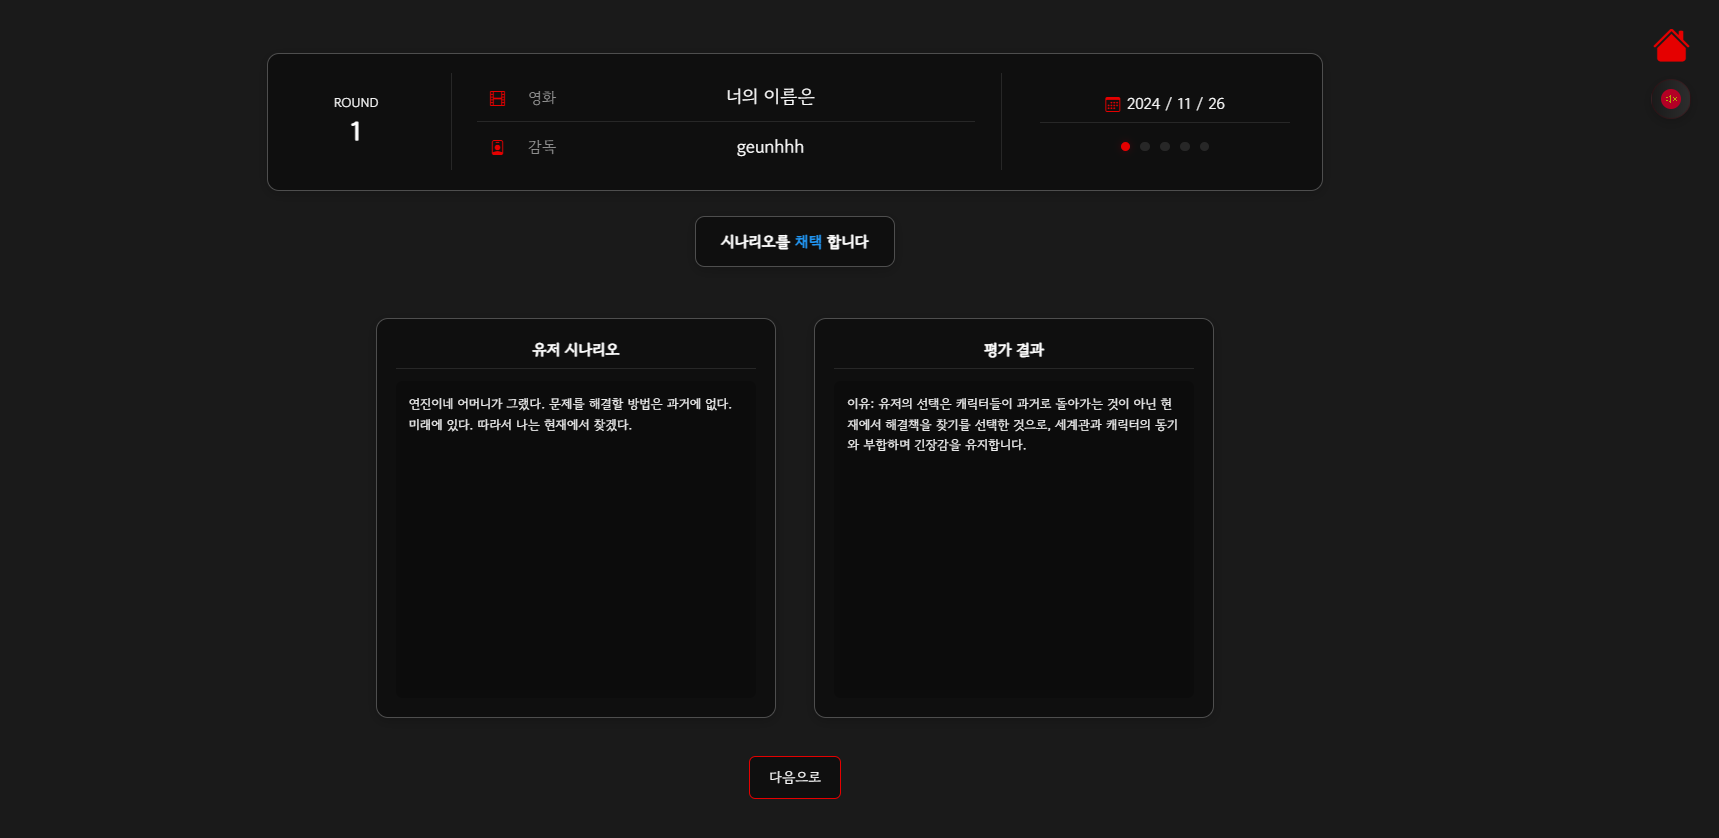 ROUND
1
영화
너의 이름은
감독
geunhhh
2024 / 11 / 26
시나리오를 채택 합니다
유저 시나리오
연진이네 어머니가 그랬다. 문제를 해결할 방법은 과거에 없다.
미래에 있다. 따라서 나는 현재에서 찾겠다.
평가 결과
이유: 유저의 선택은 캐릭터들이 과거로 돌아가는 것이 아닌 현
재에서 해결책을 찾기를 선택한 것으로, 세계관과 캐릭터의 동기
와 부합하며 긴장감을 유지합니다.
다음으로